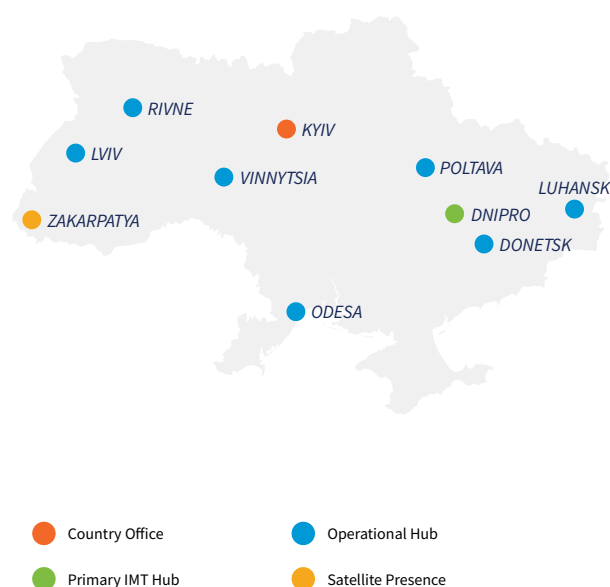 RIVNE
KYIV
LVIV
VINNYTSIA
POLTAVA
LUHANSK
ZAKARPATYA
DNIPRO
DONETSK
ODESA
Country Office
Operational Hub
Primary IMT Hub
Satellite Presence